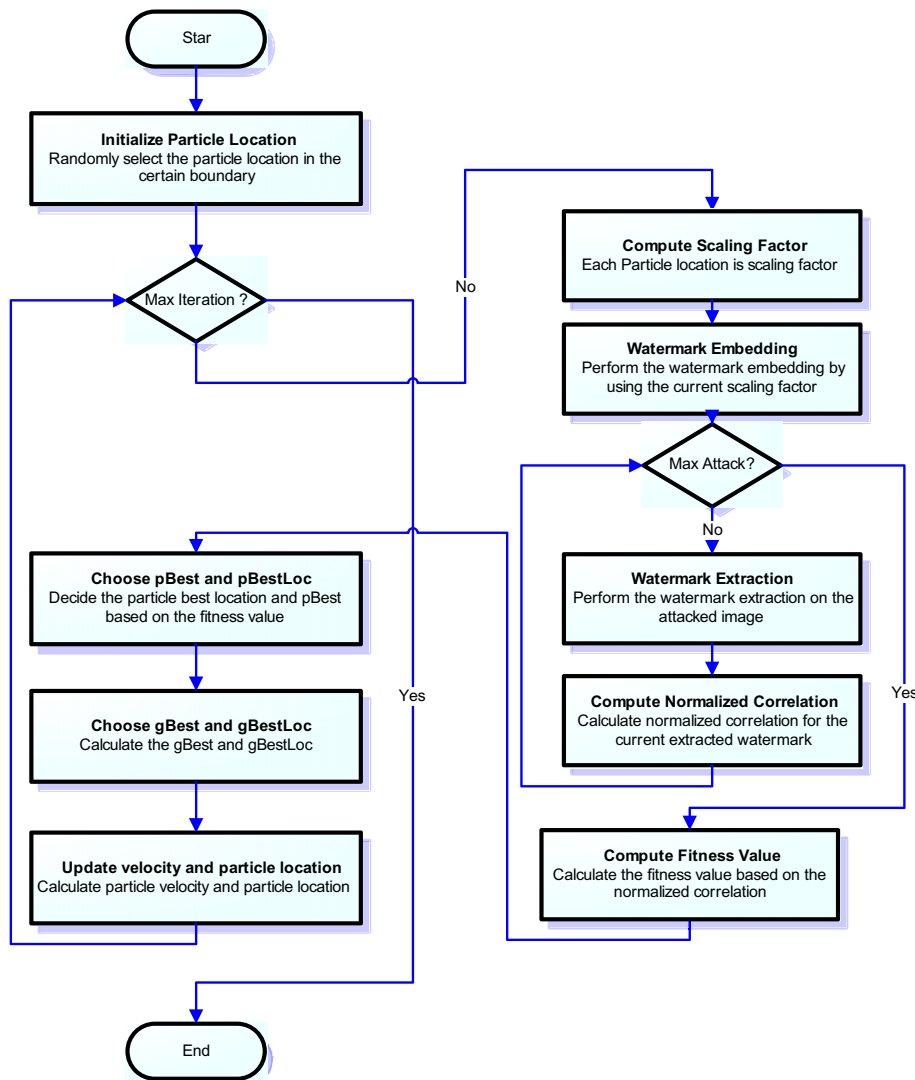 Star
Initialize Particle Location
Randomly select the particle location in the
certain boundary
Max Iteration ?
No
Compute Scaling Factor
Each Particle location is scaling factor
Watermark Embedding
Perform the watermark embedding by
using the current scaling factor
Max Attack?
No
Watermark Extraction
Perform the watermark extraction on the
attacked image
Compute Normalized Correlation
Calculate normalized correlation for the
current extracted watermark
Yes
Compute Fitness Value
Calculate the fitness value based on the
normalized correlation
Choose pBest and pBestLoc
Decide the particle best location and pBest
based on the fitness value
Choose gBest and gBestLoc
Calculate the gBest and gBestLoc
Update velocity and particle location
Calculate particle velocity and particle location
Yes
End